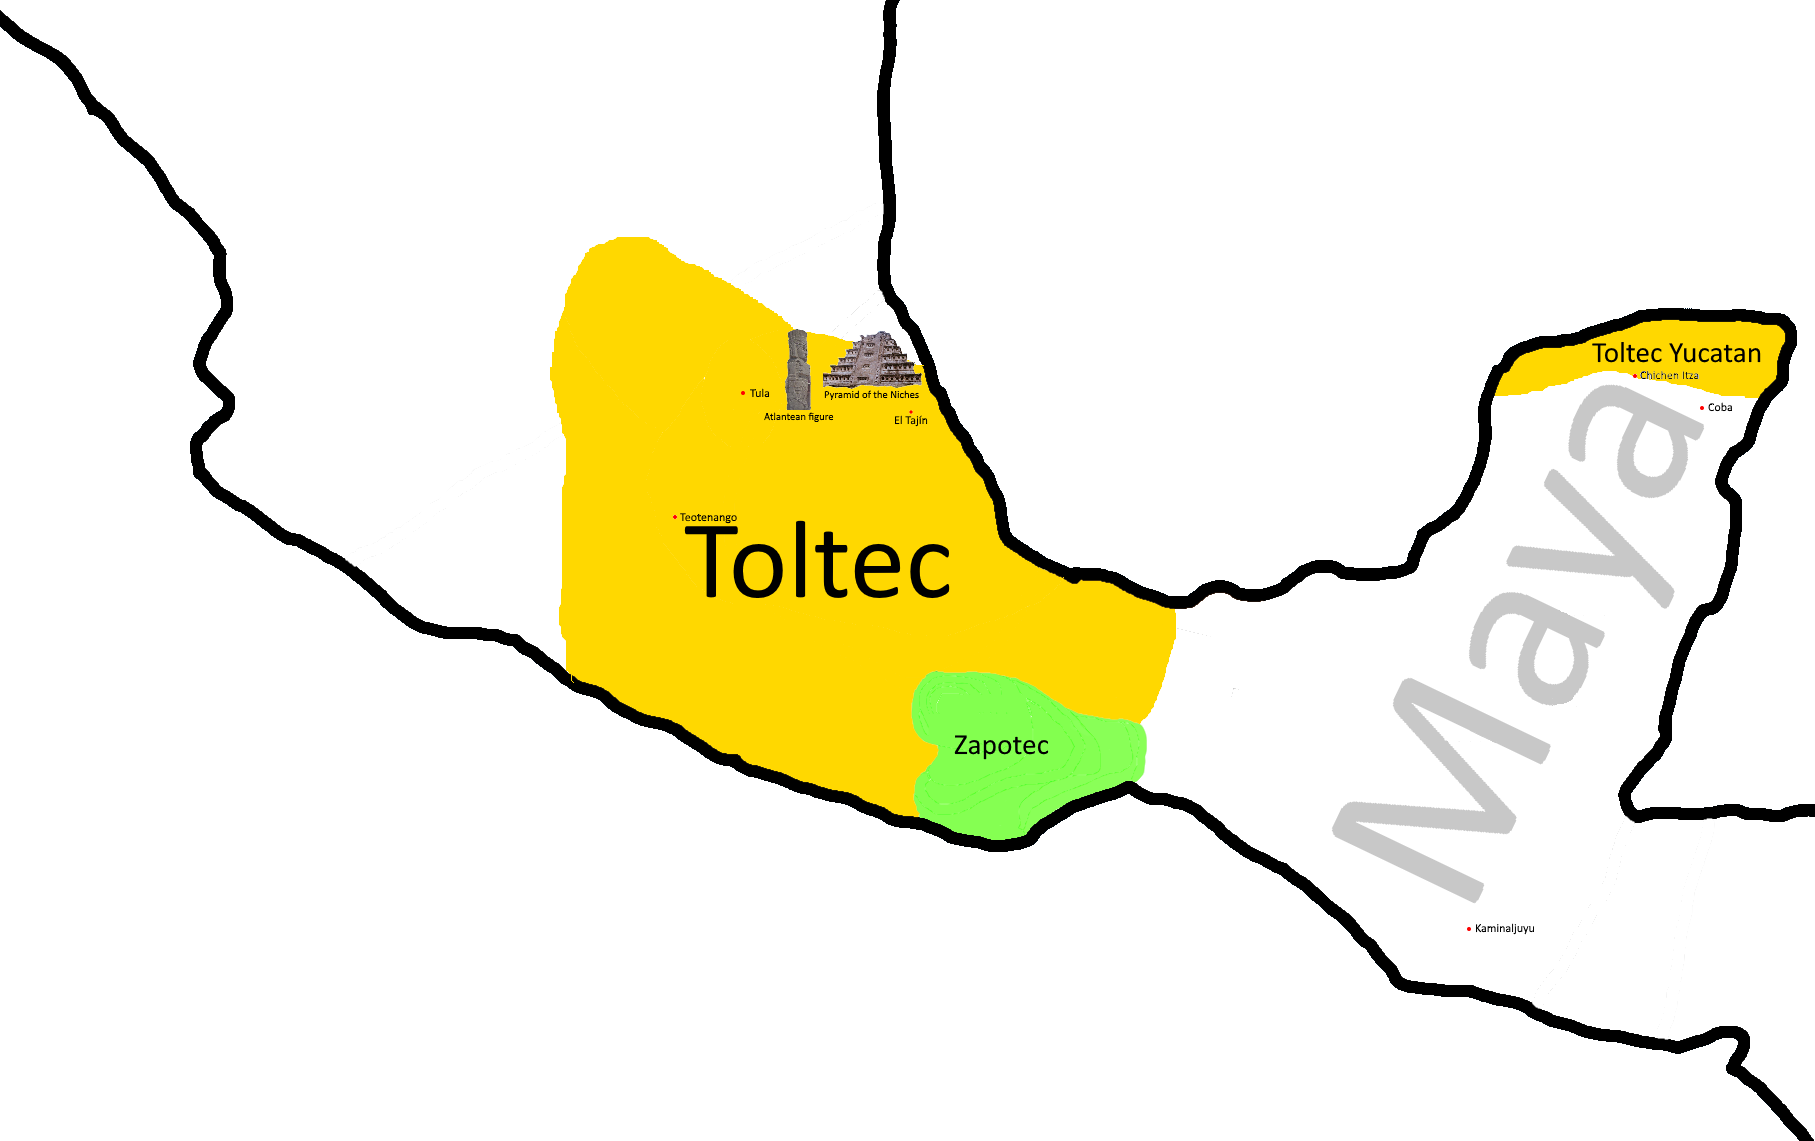 Toltec Yucatan
Chichen Itza
Coba
Tula
Atlantean figure
Pyramid of the Niches
El Tajín
Teotenango
Toltec
Maya
Zapotec
Kaminaljuyu